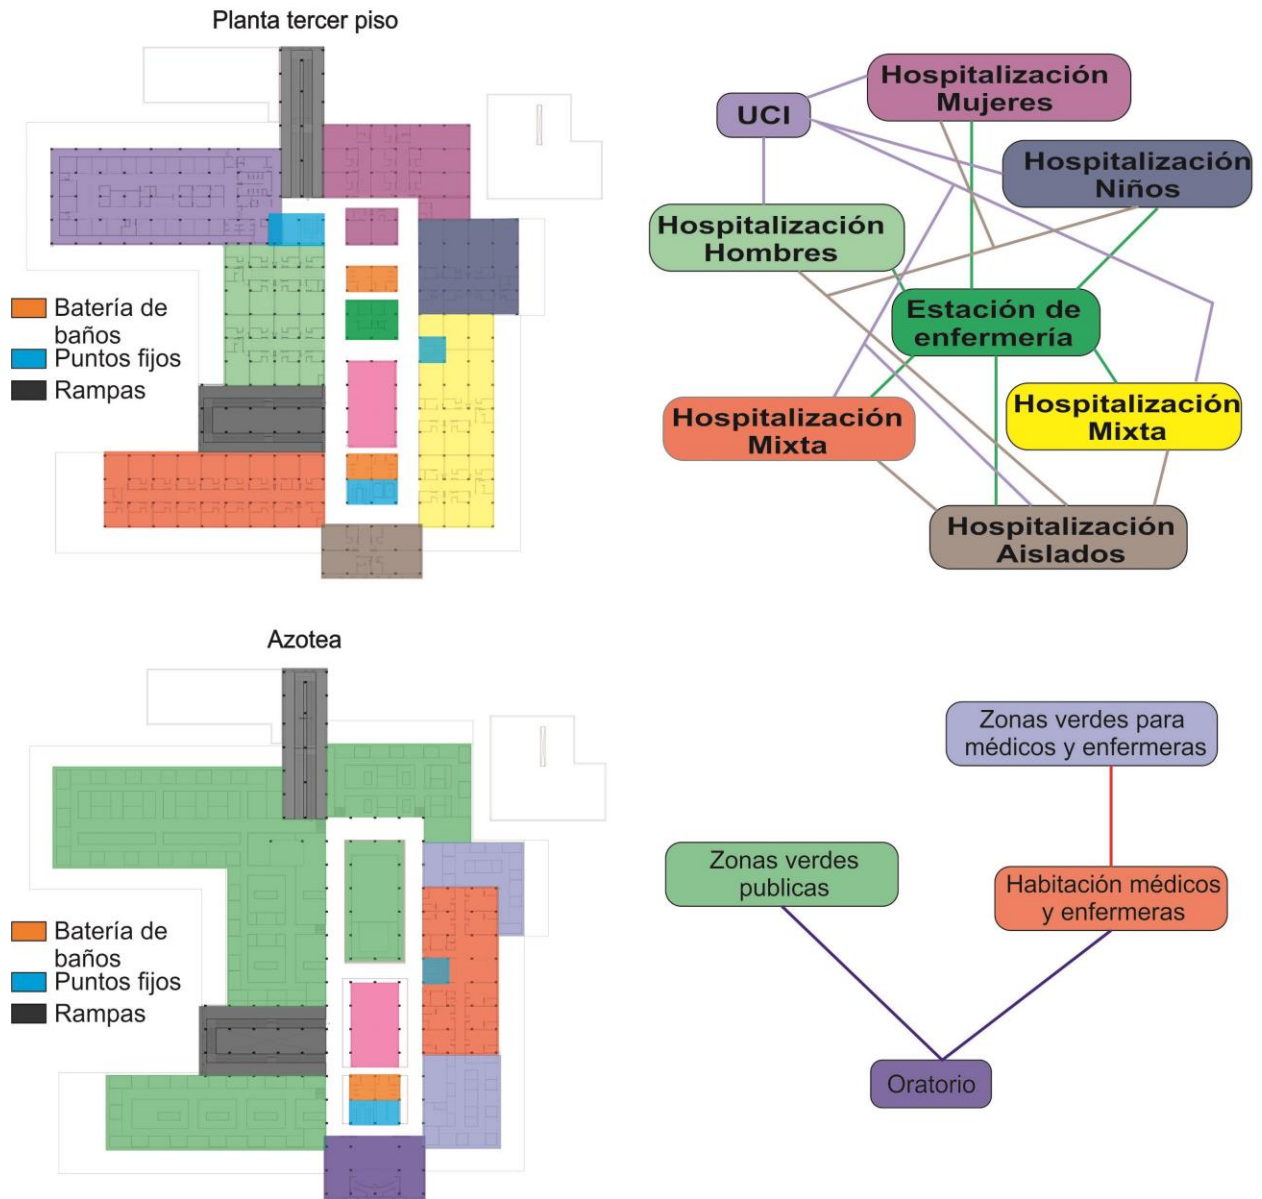 Planta tercer piso
Batería de
baños
Puntos fijos
Rampas
Hospitalización
Mujeres
UCI
Hospitalización
Niños
Hospitalización
Hombres
Estación de
enfermería
Hospitalización
Mixta
Hospitalización
Mixta
Hospitalización
Aislados
Azotea
Batería de
baños
Puntos fijos
Rampas
Zonas verdes para
médicos y enfermeras
Zonas verdes
publicas
Habitación médicos
y enfermeras
Oratorio